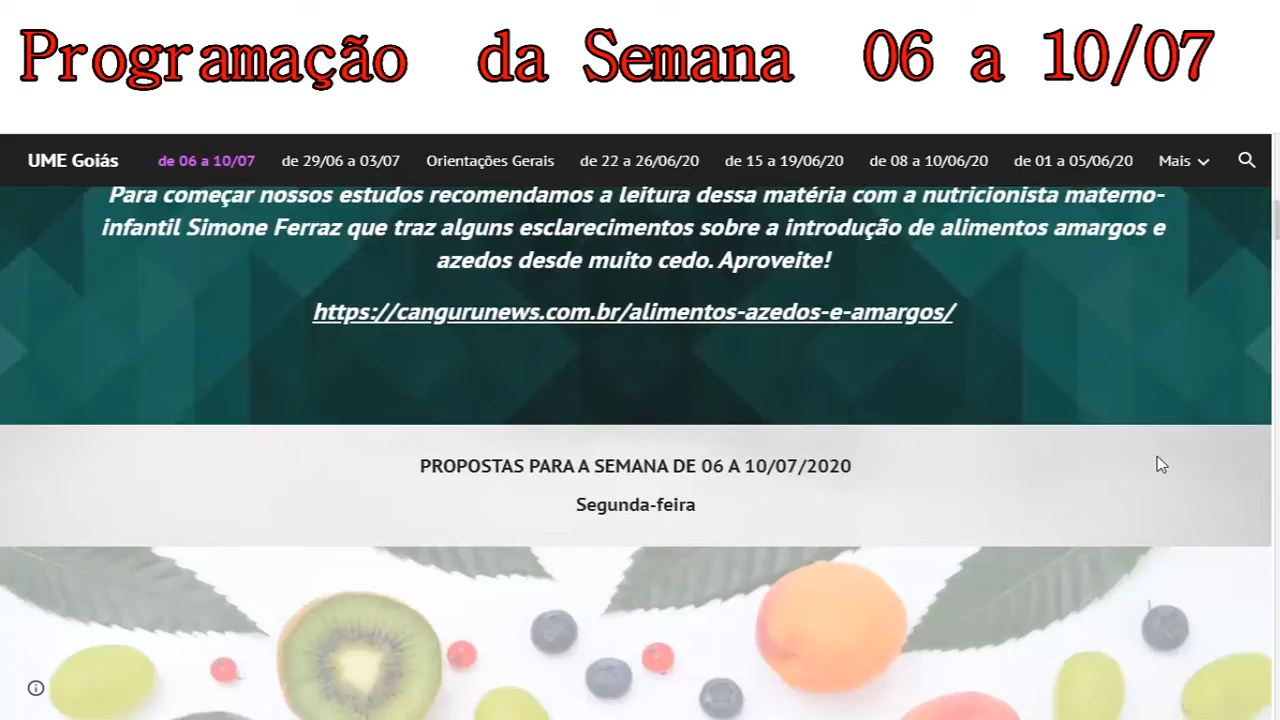 Programação da Semana 06 a 10/07
UME Goiás de 06 a 10/07 de 29/06 a 03/07 Orientações Gerais de 22 a 26/06/20 de 15 a 19/06/20 de 08 a 10/06/20 de 01 a 05/06/20 Mais
Para começar nossos estudos recomendamos a leitura dessa matéria com a nutricionista materno-
infantil Simone Ferraz que traz alguns esclarecimentos sobre a introdução de alimentos amargos e
azedos desde muito cedo. Aproveite!
https://cangurunews.com.br/alimentos-azedos-e-amargos/
PROPOSTAS PARA A SEMANA DE 06 A 10/07/2020
Segunda-feira